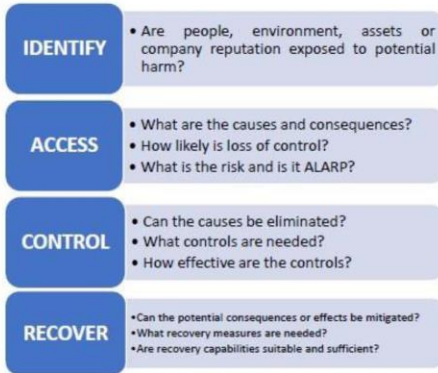 IDENTIFY
• Are people, environment, assets or
company reputation exposed to potential
harm?
ACCESS
• What are the causes and consequences?
• How likely is loss of control?
• What is the risk and is it ALARP?
CONTROL
• Can the causes be eliminated?
• What controls are needed?
• How effective are the controls?
RECOVER
•Can the potential consequences or effects be mitigated?
•What recovery measures are needed?
•Are recovery capabilities suitable and sufficient?